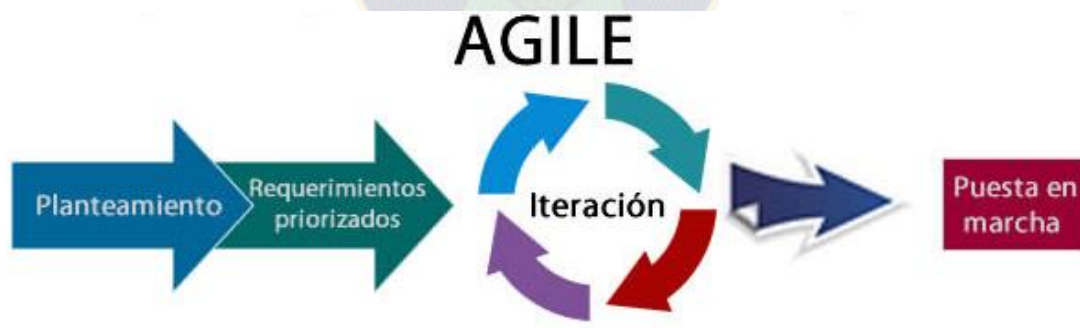 AGILE
Planteamiento
Requerimientos
priorizados
Iteración
Puesta en
marcha